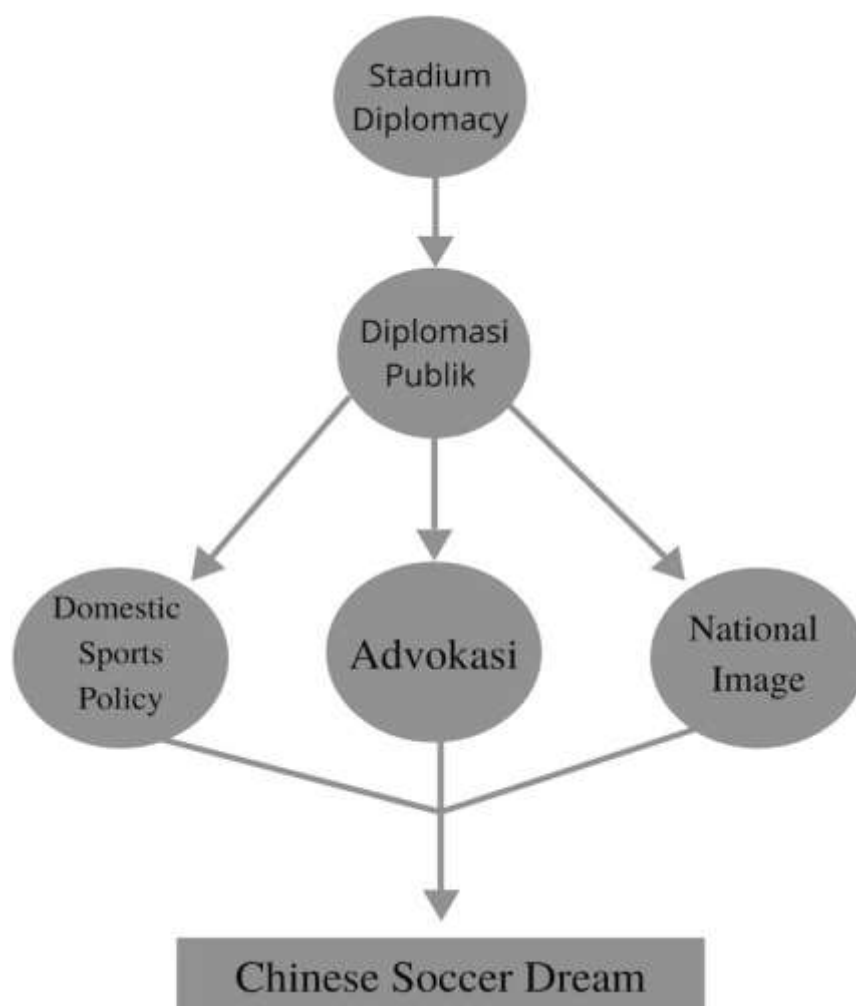 Stadium
Diplomacy
Diplomasi
Publik
Domestic
Sports
Policy
Advokasi
National
Image
Chinese Soccer Dream